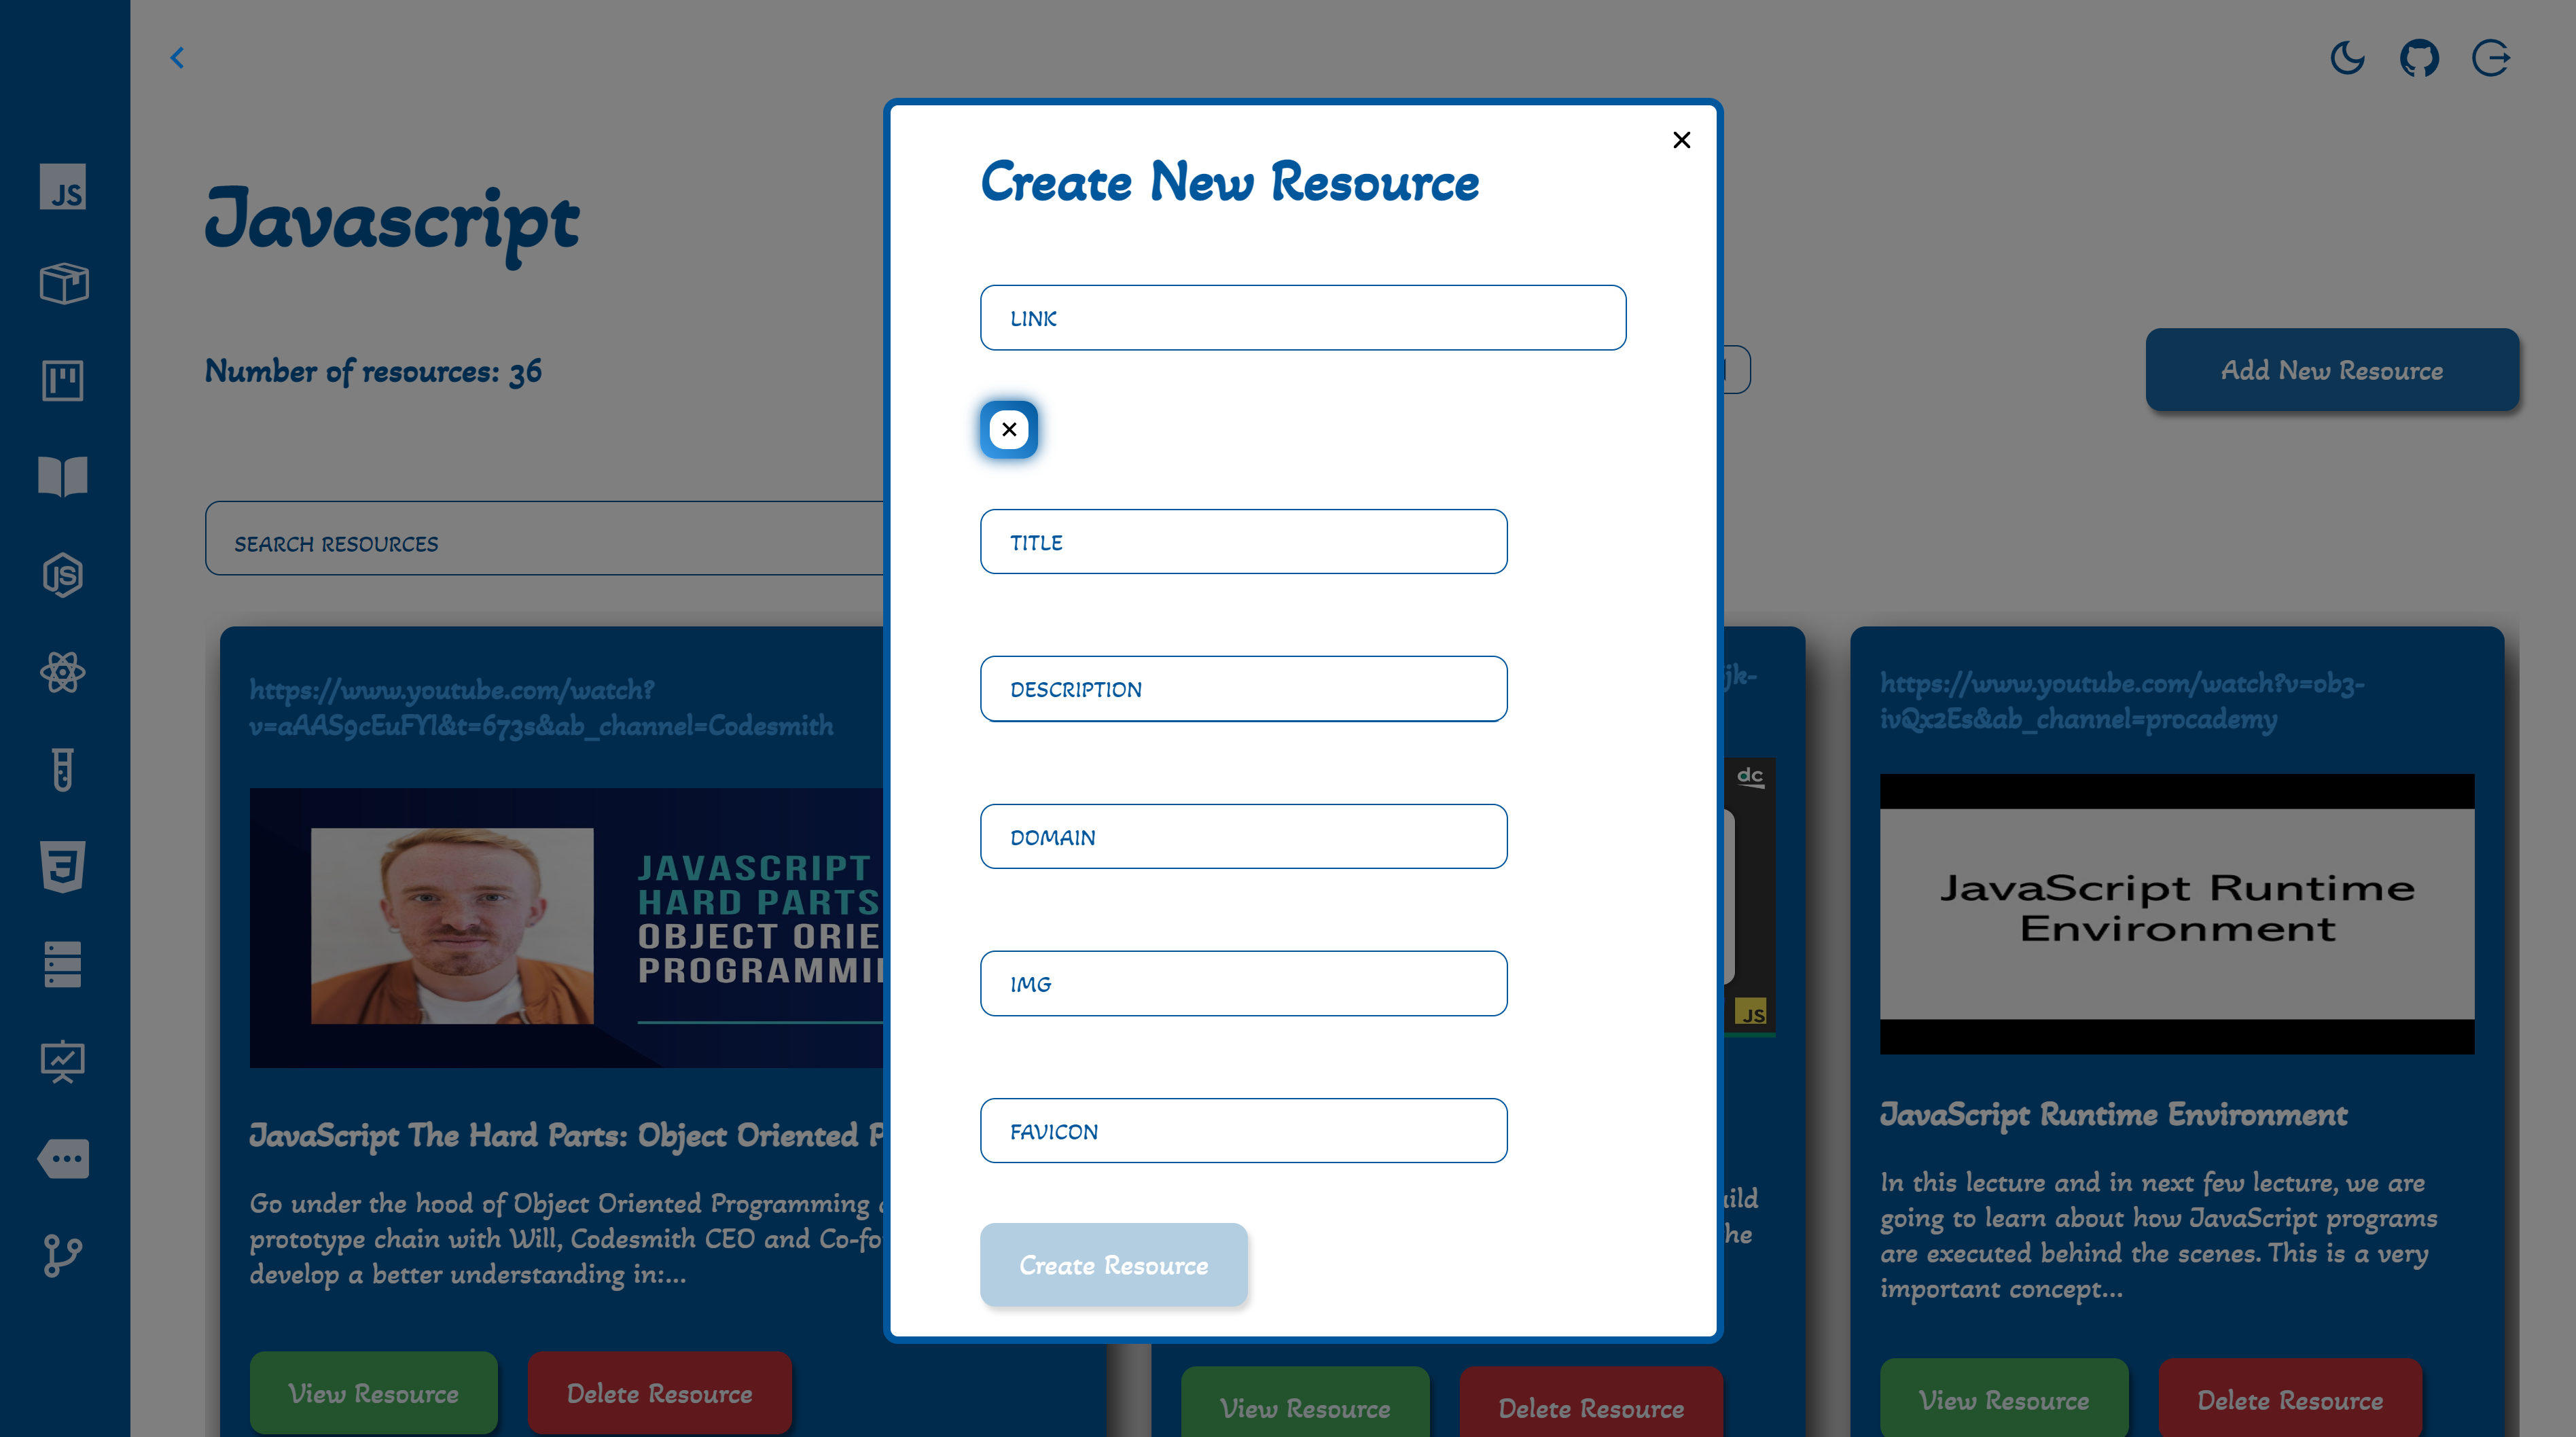 JS
Javascript
Number of resources: 36
Add New Resource
SEARCH RESOURCES
Create New Resource
LINK
TITLE
DESCRIPTION
DOMAIN
IMG
FAVICON
Create Resource
https://www.youtube.com/watch?
v=aAAS9cEuFYI&t=673s&ab_channel=Codesmith
JAVASCRIPT
HARD PARTS
OBJECT ORIE
PROGRAMMI
JavaScript The Hard Parts: Object Oriented P
Go under the hood of Object Oriented Programming
prototype chain with Will, Codesmith CEO and Co-fo
develop a better understanding in:...
View Resource
Delete Resource
jk-
dc
JS
ild
he
View Resource
Delete Resource
https://www.youtube.com/watch?v=ob3-
ivQx2Es&ab_channel=procademy
JavaScript Runtime
Environment
JavaScript Runtime Environment
In this lecture and in next few lecture, we are
going to learn about how JavaScript programs
are executed behind the scenes. This is a very
important concept...
View Resource
Delete Resource